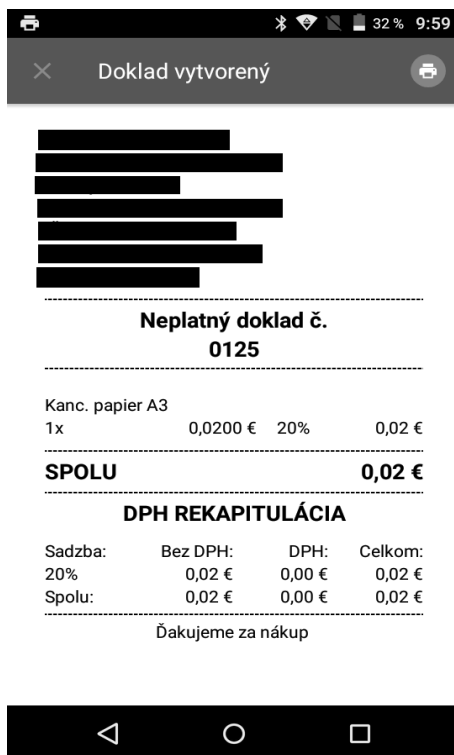 32 % 9:59
Doklad vytvorený
Neplatný doklad č.
0125
Kanc. papier A3
1x 0,0200 € 20% 0,02 €
SPOLU 0,02 €
DPH REKAPITULÁCIA
Sadzba: Bez DPH: DPH: Celkom:
20% 0,02 € 0,00 € 0,02 €
Spolu: 0,02 € 0,00 € 0,02 €
Ďakujeme za nákup